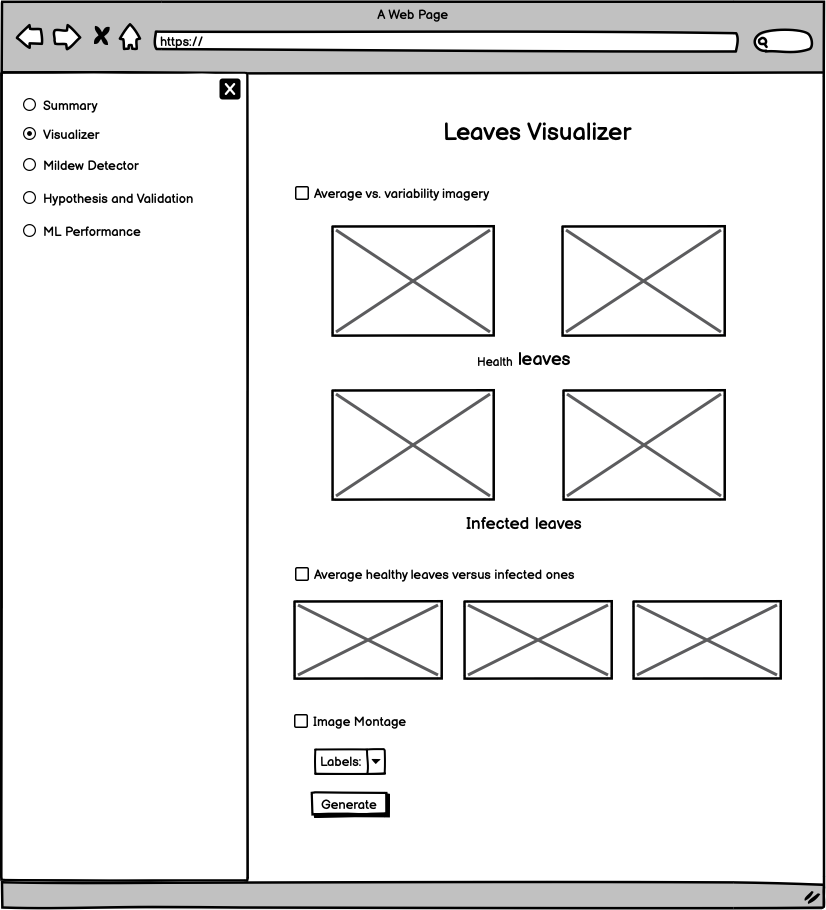 A Web Page
https://
Summary
Visualizer
Mildew Detector
Hypothesis and Validation
ML Performance
Leaves Visualizer
Average vs. variability imagery
Health leaves
Infected leaves
Average healthy leaves versus infected ones
Image Montage
Labels:
Generate